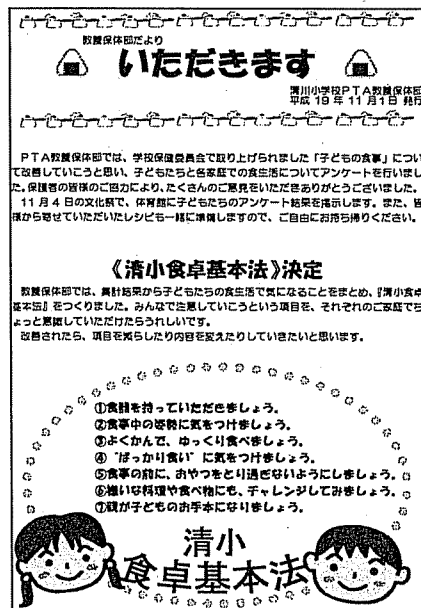 教養保体部だより
いただきます
清川小学校PTA教養保体部
平成19年11月1日 発行
PTA教養保体部では、学校保健委員会で取り上げられました「子どもの食事」につい
て改善していこうと思い、子どもたちと各家庭での食生活についてアンケートを行いまし
た。保護者の皆様のご協力により、たくさんのご意見をいただきありがとうございました。
11月4日の文化祭で、体育館に子どもたちのアンケート結果を掲示します。また、皆
様から寄せていただいたレシピも一緒に準備しますので、ご自由にお持ち帰りください。
《清小食卓基本法》決定
教養保体部では、集計結果から子どもたちの食生活で気になることをまとめ、『清小食卓
基本法』をつくりました。みんなで注意していこうという項目を、それぞれのご家庭でち
ょっと意識していただけたらうれしいです。
改善されたら、項目を減らしたり内容を変えたりしていきたいと思います。
①食器を持っていただきましょう。
②食事中の姿勢に気をつけましょう。
③よくかんで、ゆっくり食べましょう。
④“ばっかり食い”に気をつけましょう。
⑤食事の前に、おやつをとり過ぎないようにしましょう。
⑥嫌いな料理や食べ物にも、チャレンジしてみましょう。
⑦親が子どものお手本になりましょう。
清小
食卓基本法